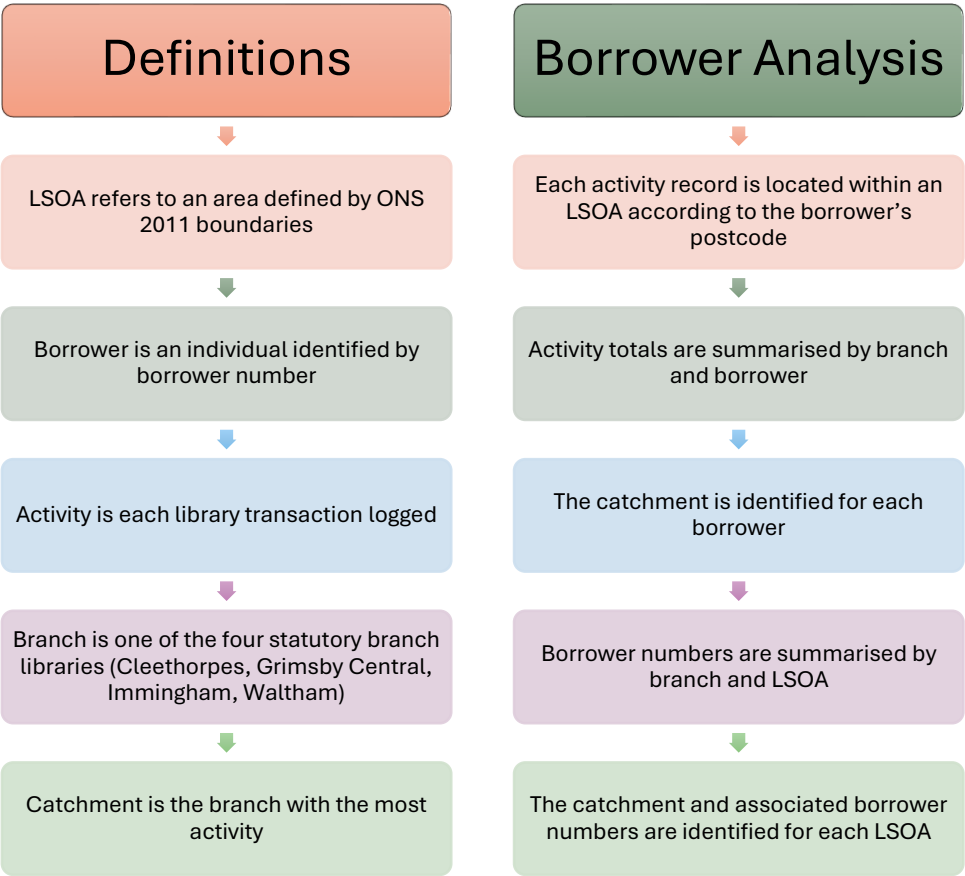 Definitions
LSOA refers to an area defined by ONS
2011 boundaries
Borrower is an individual identified by
borrower number
Activity is each library transaction logged
Branch is one of the four statutory branch
libraries (Cleethorpes, Grimsby Central,
Immingham, Waltham)
Catchment is the branch with the most
activity
Borrower Analysis
Each activity record is located within an
LSOA according to the borrower’s
postcode
Activity totals are summarised by branch
and borrower
The catchment is identified for each
borrower
Borrower numbers are summarised by
branch and LSOA
The catchment and associated borrower
numbers are identified for each LSOA